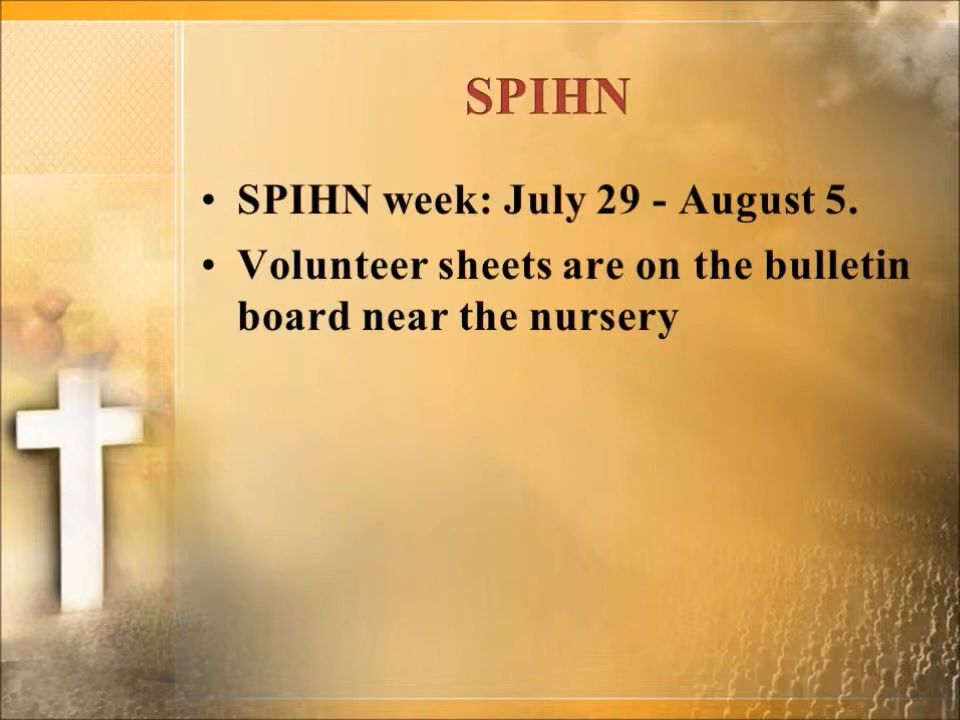 SPIHN
• SPIHN week: July 29 - August 5.
• Volunteer sheets are on the bulletin
board near the nursery